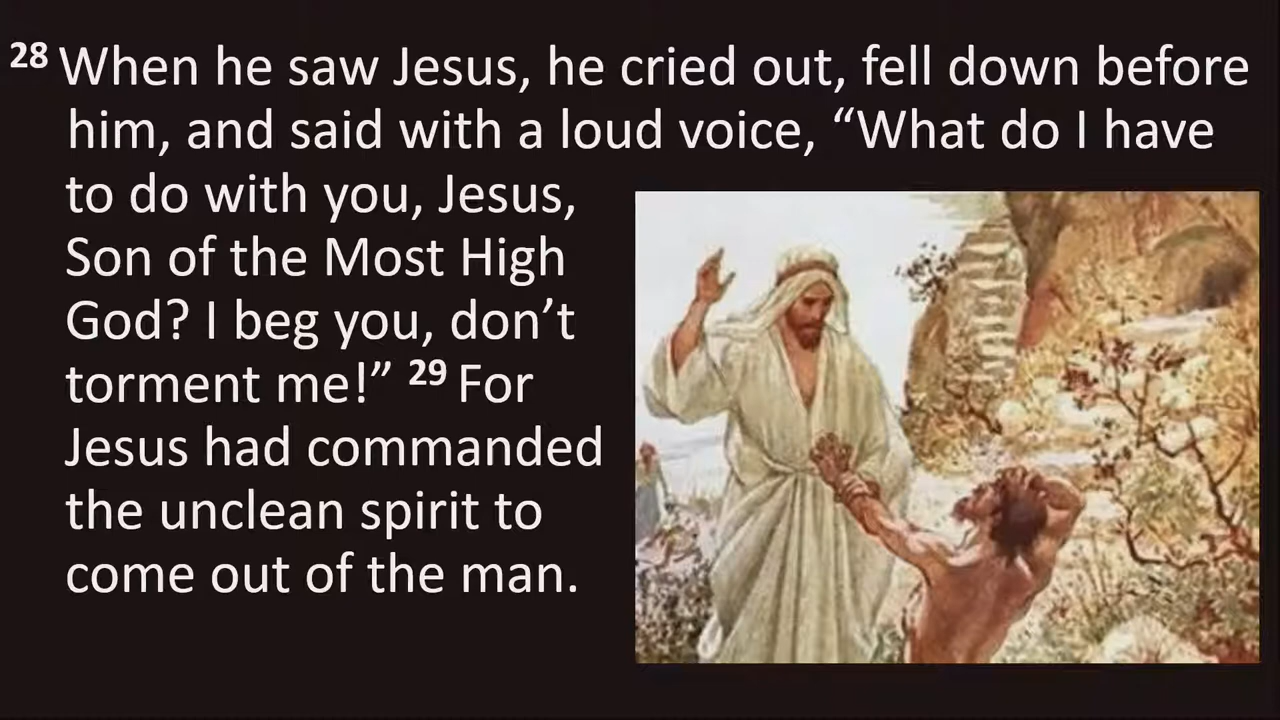 28 When he saw Jesus, he cried out, fell down before
him, and said with a loud voice, “What do I have
to do with you, Jesus,
Son of the Most High
God? I beg you, don’t
torment me!” 29 For
Jesus had commanded
the unclean spirit to
come out of the man.